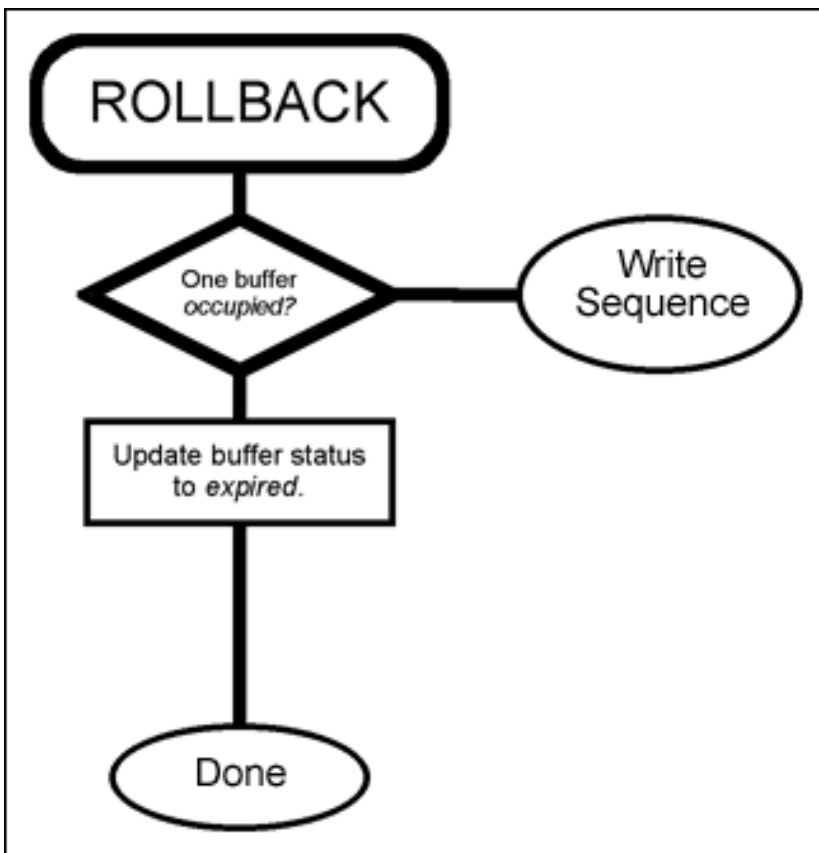 ROLLBACK
One buffer
occupied?
Write
Sequence
Update buffer status
to expired.
Done